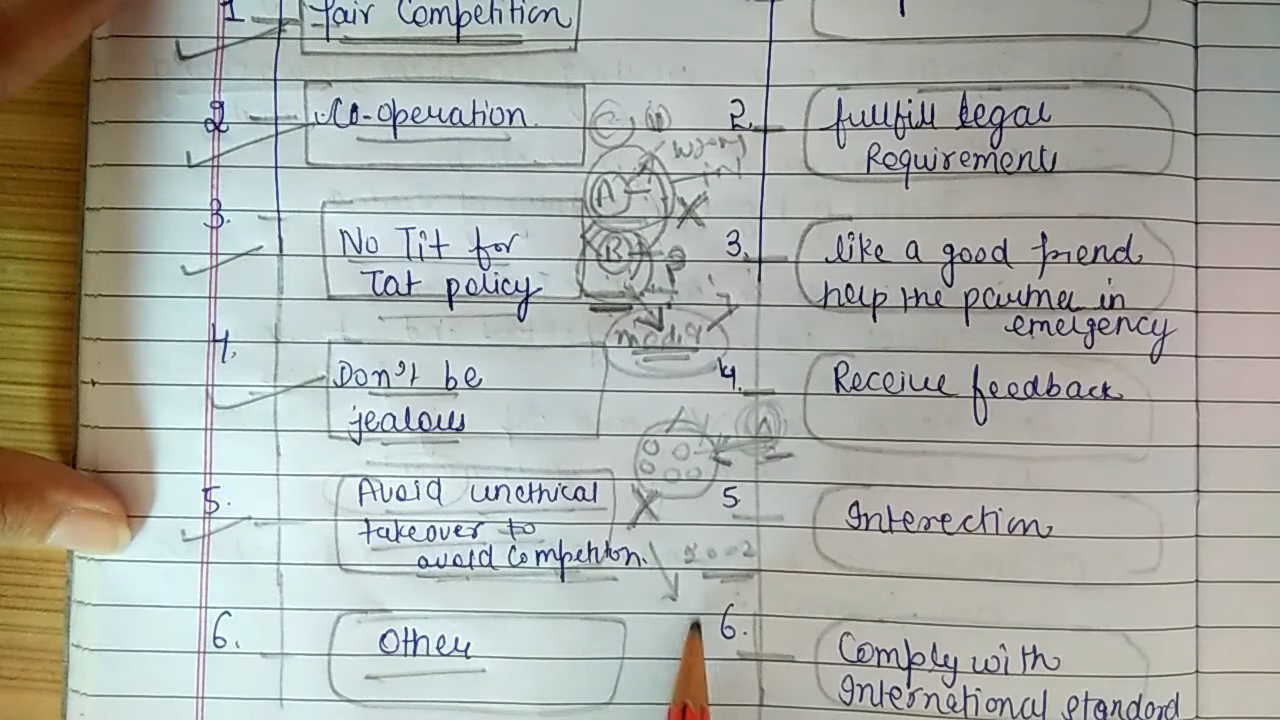 1 fair Competition
2 Co-operation
3. No Tit for
Tat policy
4. Don't be
jealous
5. Avoid unethical
takeover to
avoid Competition.
6. Other
A
B
2. fullfill Legal
Requirements
3. like a good friend
help the partner in
emergency
4. Receive feedback
5. Interection
6. Comply with
International standard